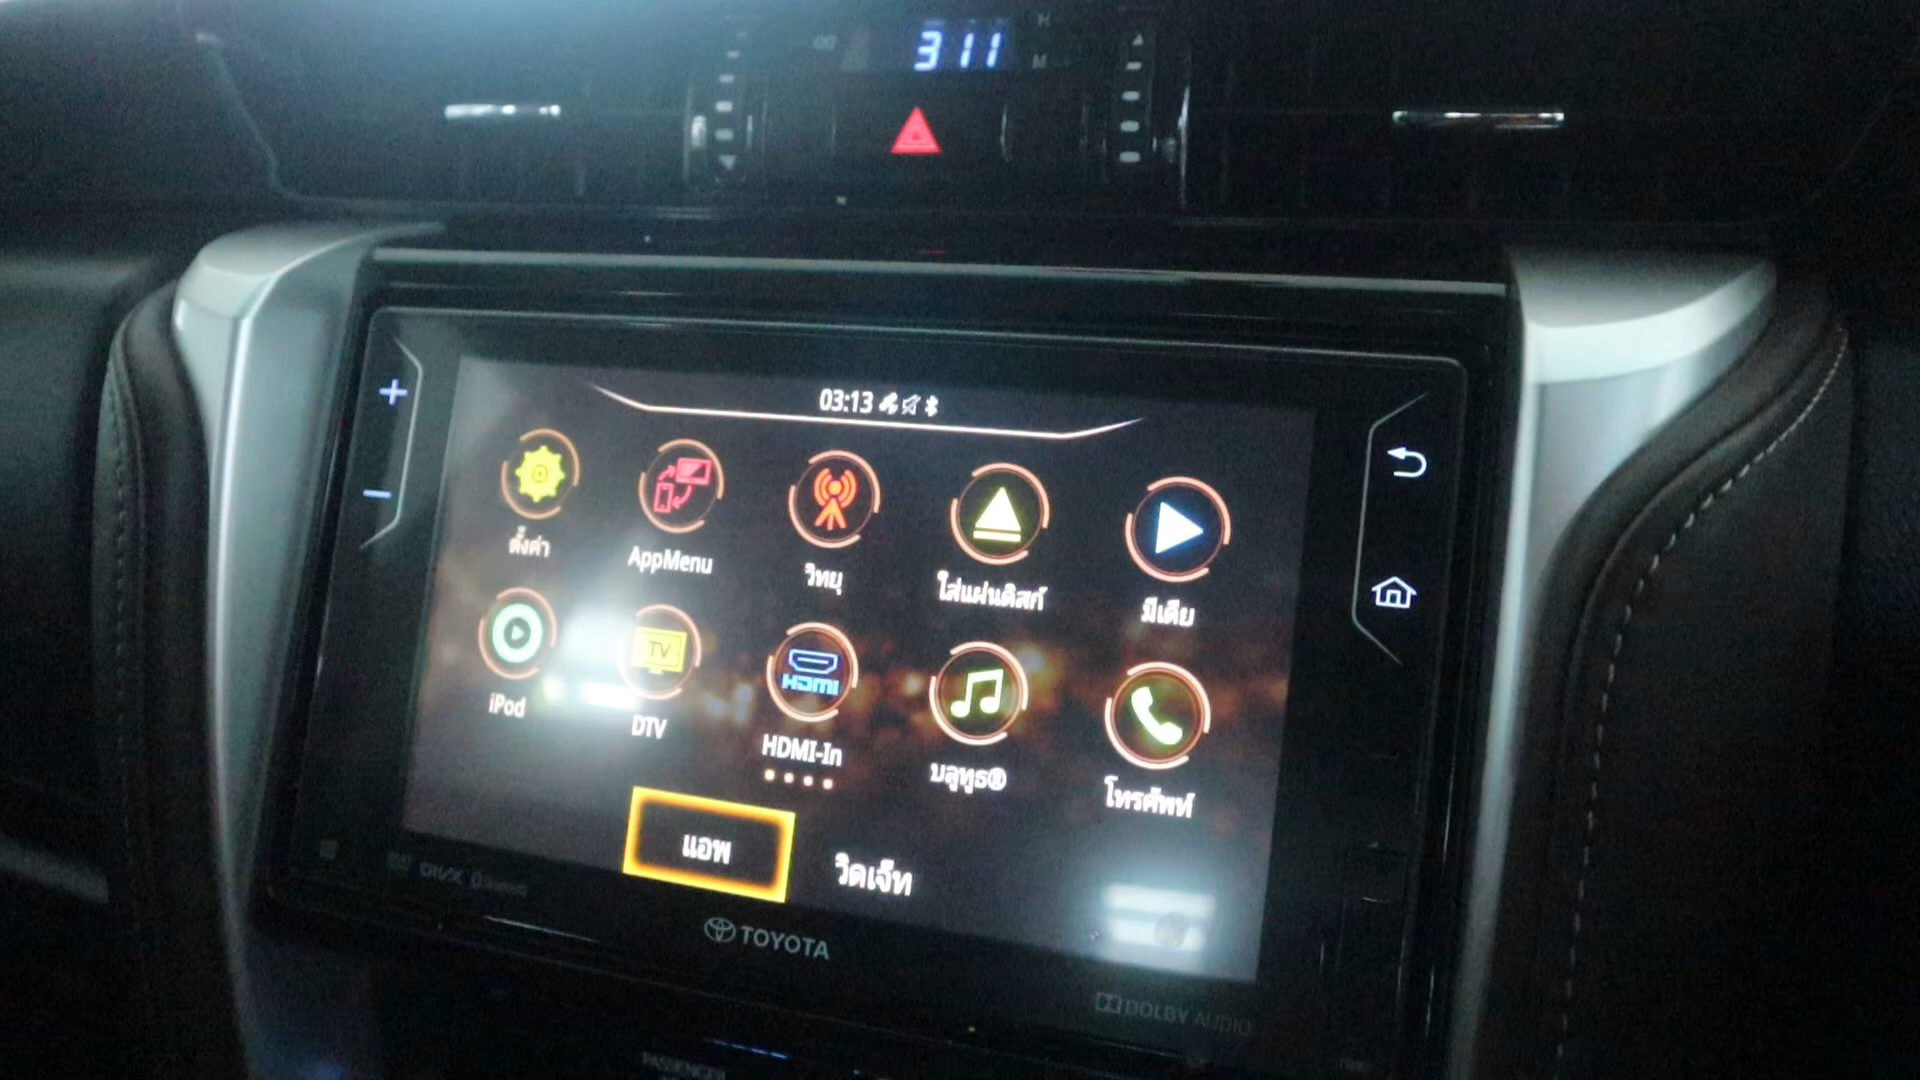 311
H
M
03:13
ตั้งค่า
AppMenu
วิทยุ
ใส่แผ่นดิสก์
มีเดีย
TV
HDMI
iPod
DTV
HDMI-In
บลูทูธ®
โทรศัพท์
แอพ
วิดเจ็ท
DIVX
TOYOTA
DOLBY AUDIO
PASSENGER